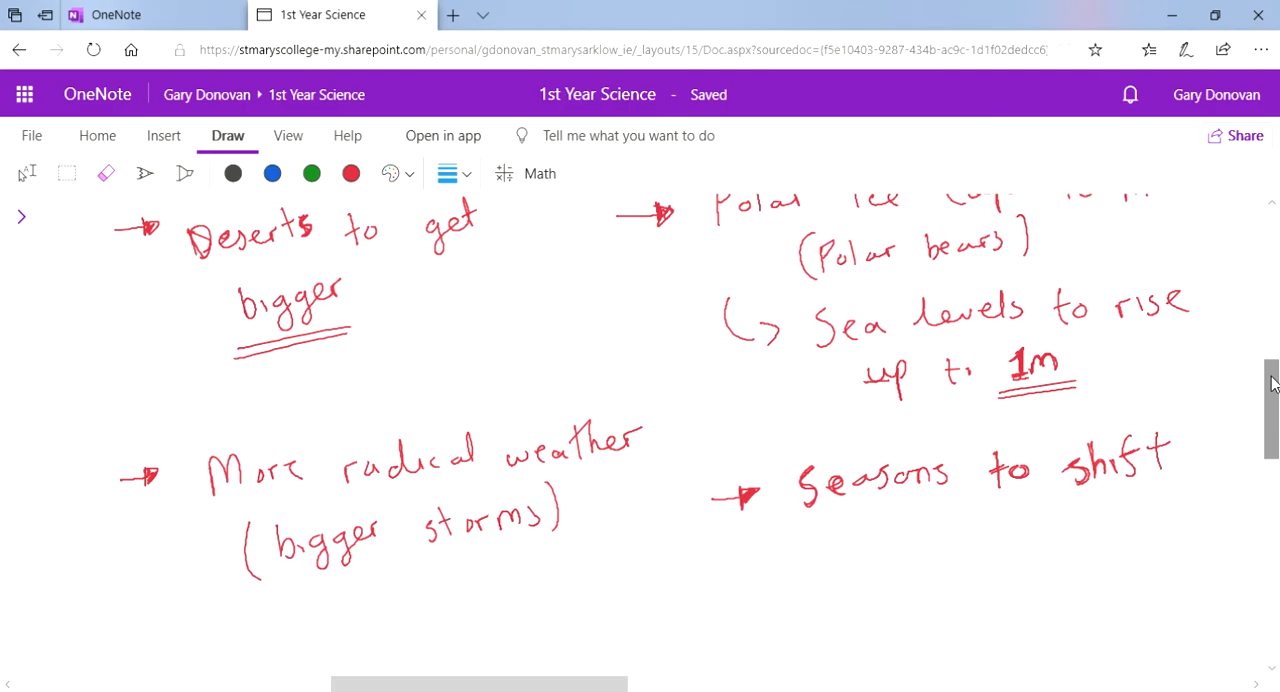 OneNote
1st Year Science
https://stmaryscollege-my.sharepoint.com/personal/gdonovan_stmarysarklow_ie/_layouts/15/Doc.aspx?sourcedoc={f5e10403-9287-434b-ac9c-1d1f02dedcc6}
OneNote Gary Donovan 1st Year Science
1st Year Science - Saved
Gary Donovan
File Home Insert Draw View Help Open in app Tell me what you want to do Share
Math
Deserts to get
bigger
More radical weather
(bigger storms)
Polar
(Polar bears)
Sea levels to rise
up to 1m
Seasons to shift